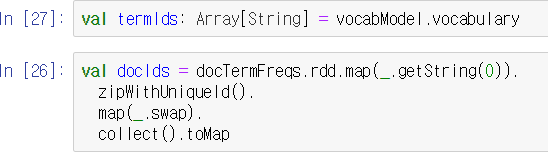 In [27]: val termIds: Array[String] = vocabModel.vocabulary
In [26]: val docIds = docTermFreqs.rdd.map(_.getString(0)).
zipWithUniqueId().
map(_.swap).
collect().toMap